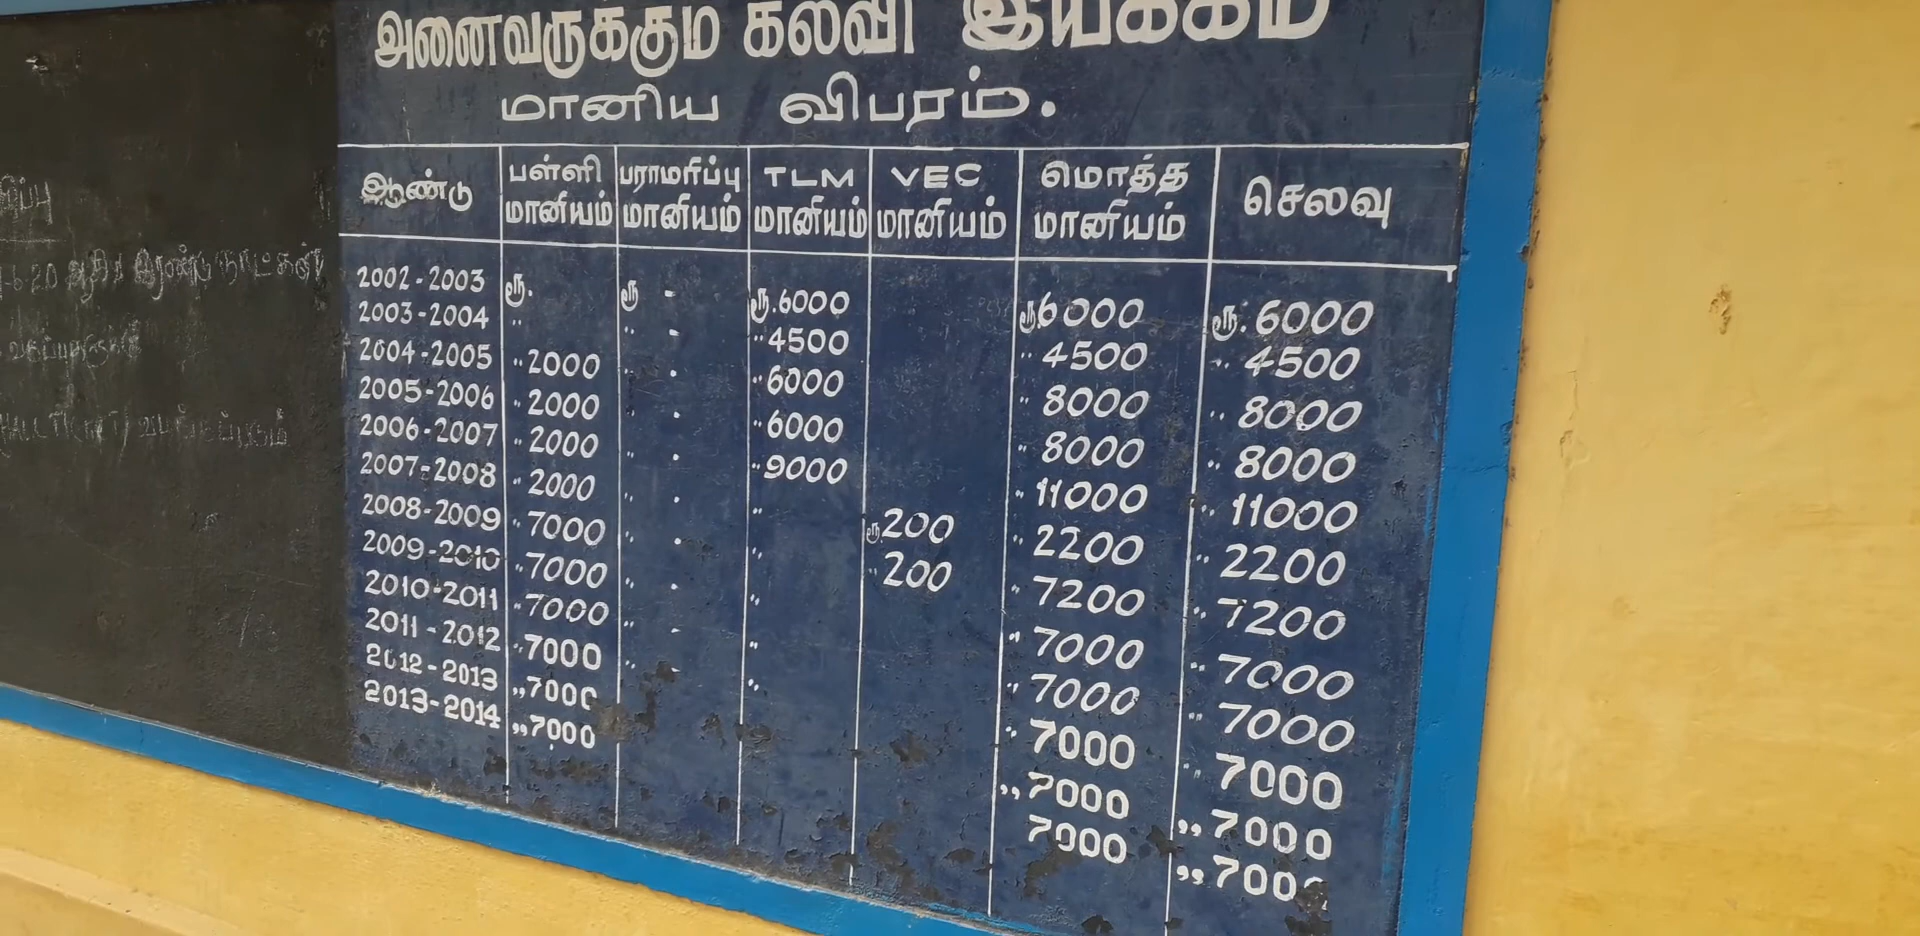 அனைவருக்கும் கல்வி இயக்கம்
மானிய விபரம்.
ஆண்டு பள்ளி மானியம் பராமரிப்பு மானியம் TLM மானியம் VEC மானியம் மொத்த மானியம் செலவு
2002-2003 ரூ. ரூ - ரூ.6000 ரூ6000 ரூ. 6000
2003-2004 " " - "4500 " 4500 " 4500
2004-2005 "2000 " . "6000 " 8000 " 8000
2005-2006 "2000 " . "6000 " 8000 " 8000
2006-2007 "2000 " . "9000 " 11000 " 11000
2007-2008 "2000 " . " ரூ.200 " 2200 " 2200
2008-2009 "7000 " . " " 200 " 7200 " 7200
2009-2010 "7000 " . " " 7000 " 7000
2010-2011 "7000 " - " " 7000 " 7000
2011-2012 "7000 " . " " 7000 " 7000
2012-2013 ,,7000 ,,7000 ,,7000
2013-2014 ,,7000 7000 ,,7000